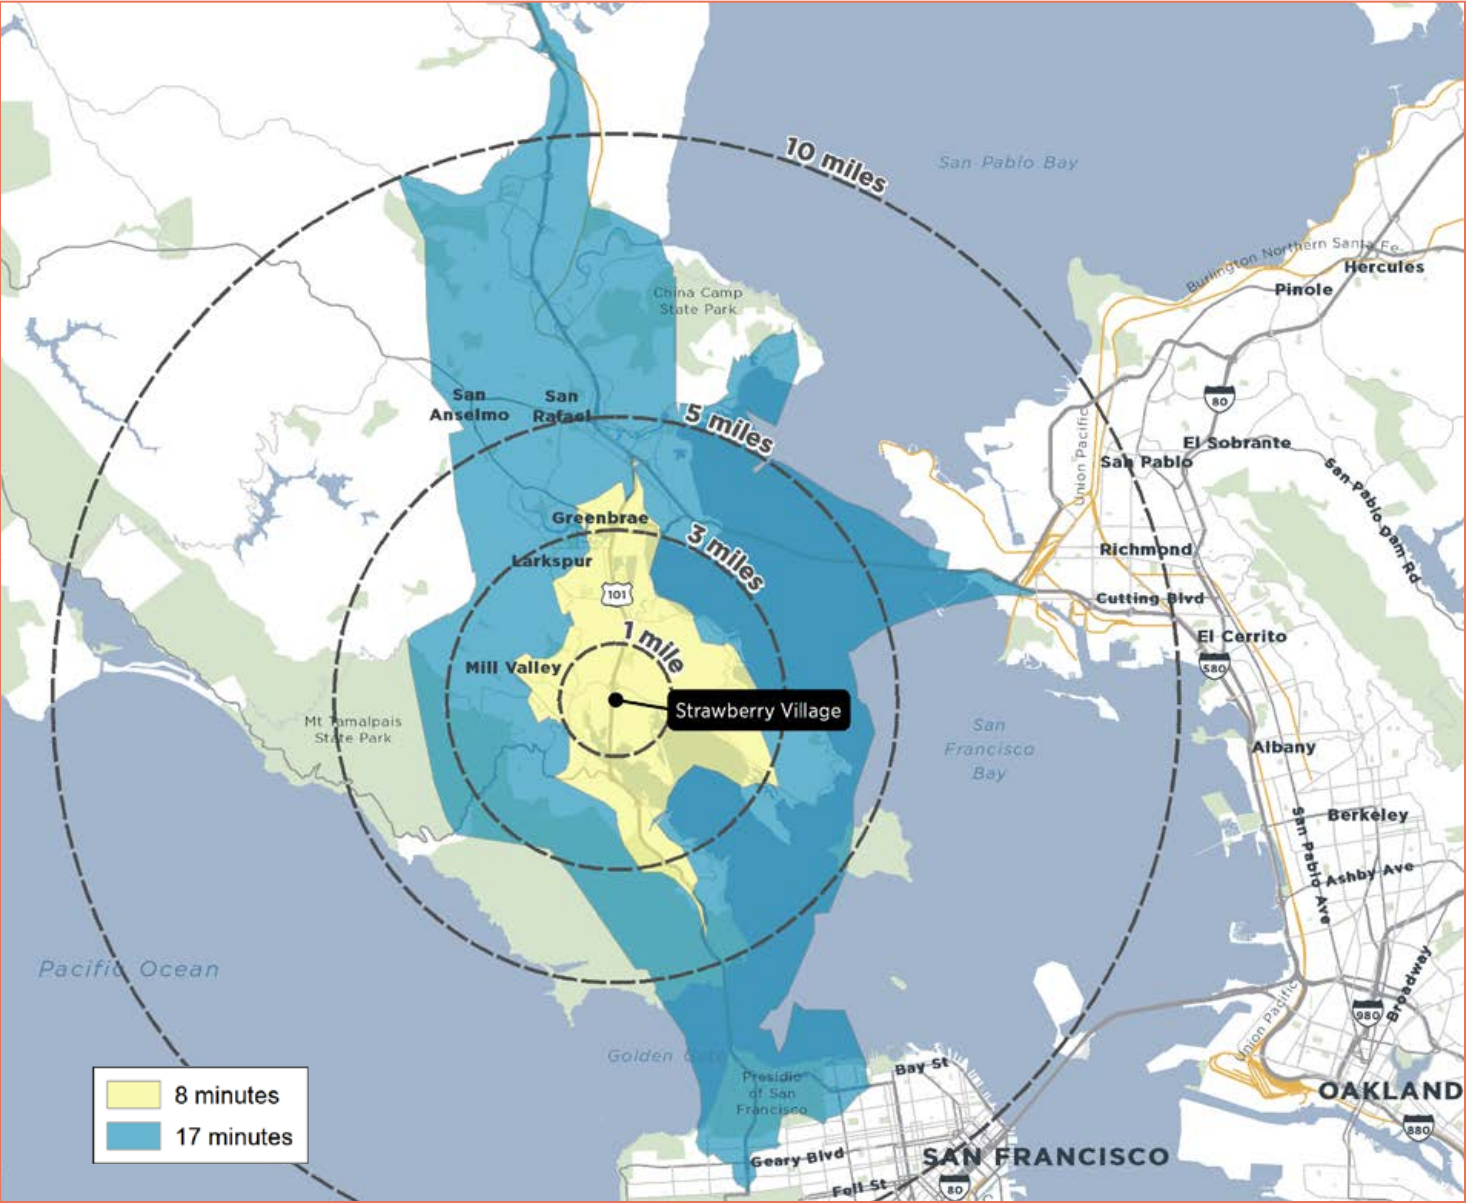 10 miles
San Pablo Bay
Burlington Northern Santa Fe
Hercules
Pinole
China Camp
State Park
80
San
Anselmo
San
Rafael
5 miles
Union Pacific
El Sobrante
San Pablo
San Pablo Dam Rd
Greenbrae
3 miles
Larkspur
Richmond
101
Cutting Blvd
1 mile
El Cerrito
580
Mill Valley
Strawberry Village
Mt Tamalpais
State Park
San
Francisco
Bay
Albany
San Pablo Ave
Berkeley
Ashby Ave
Pacific Ocean
Broadway
Union Pacific
980
Golden Gate
Presidio
of San
Francisco
Bay St
8 minutes
17 minutes
OAKLAND
880
Geary Blvd
SAN FRANCISCO
Fell St
80